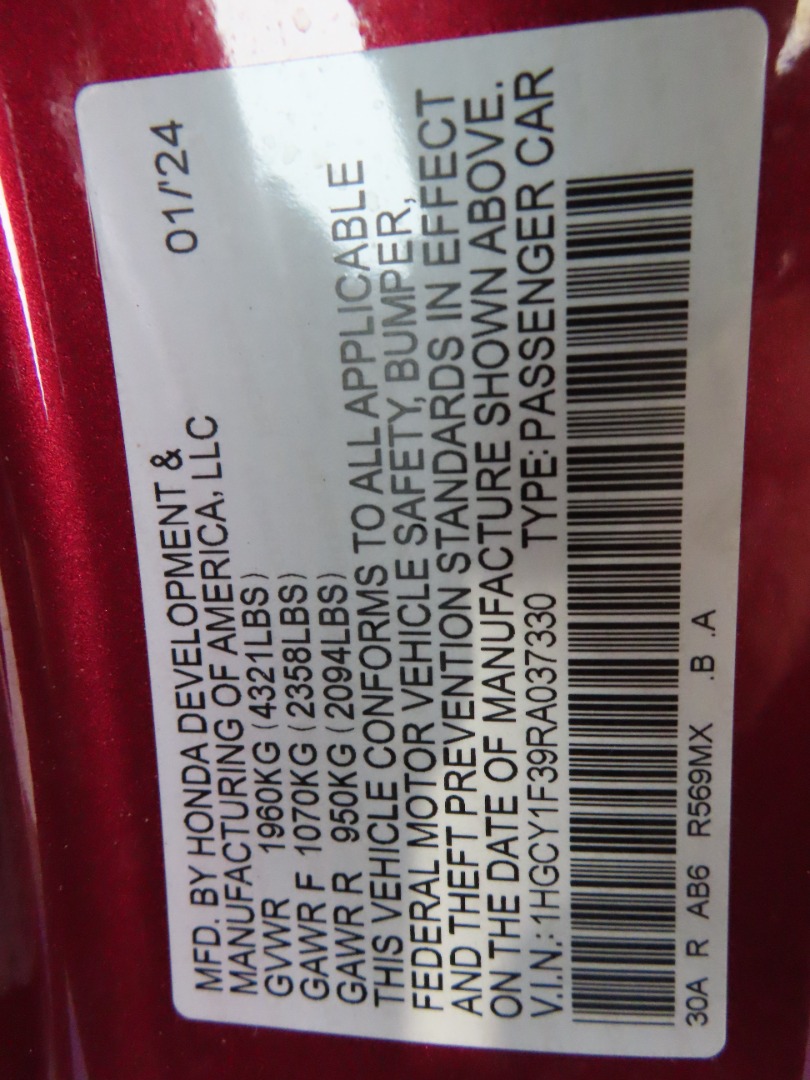 MFD. BY HONDA DEVELOPMENT &
MANUFACTURING OF AMERICA, LLC 01/'24
GVWR 1960KG (4321LBS)
GAWR F 1070KG (2358LBS)
GAWR R 950KG (2094LBS)
THIS VEHICLE CONFORMS TO ALL APPLICABLE
FEDERAL MOTOR VEHICLE SAFETY, BUMPER,
AND THEFT PREVENTION STANDARDS IN EFFECT
ON THE DATE OF MANUFACTURE SHOWN ABOVE.
V.I.N.: 1HGCY1F39RA037330 TYPE: PASSENGER CAR
30A R AB6 R569MX .B .A